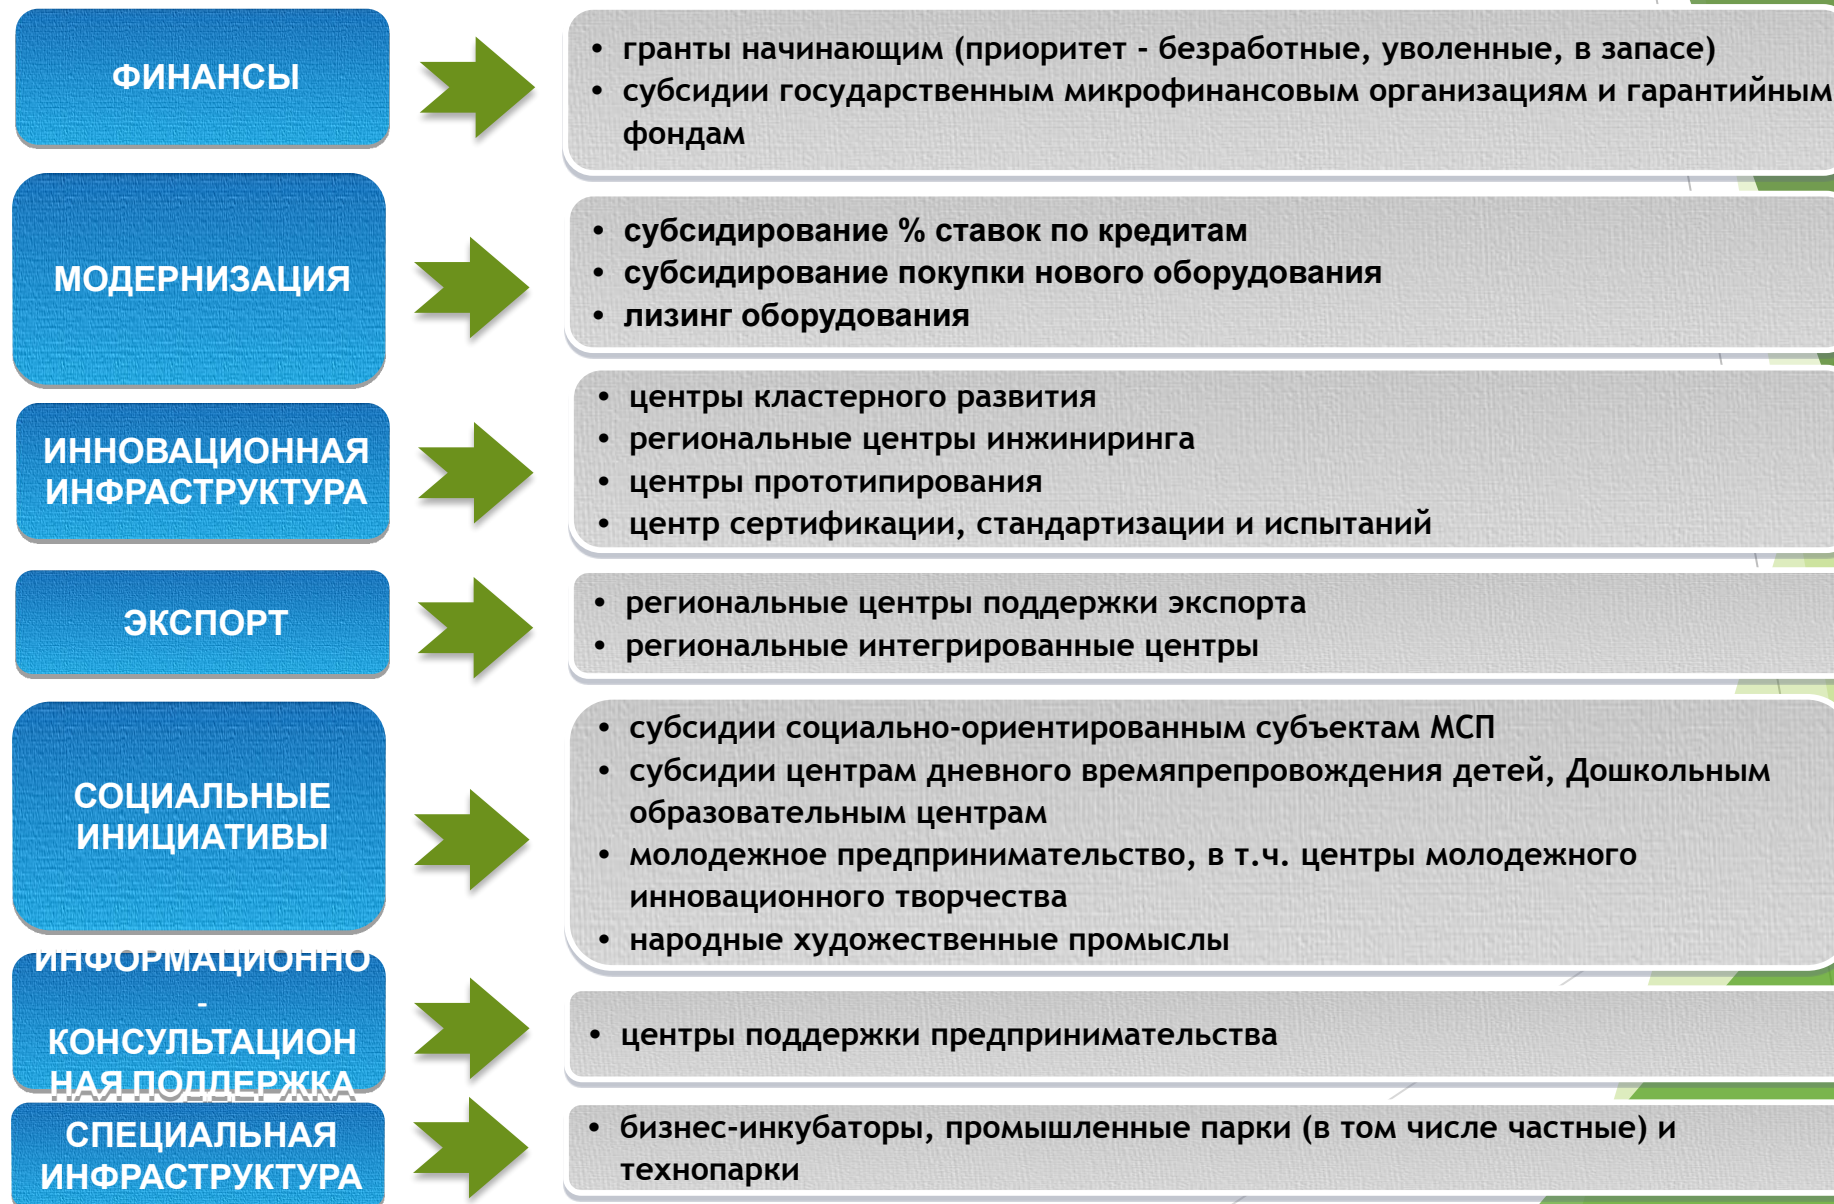 ФИНАНСЫ
• гранты начинающим (приоритет - безработные, уволенные, в запасе)
• субсидии государственным микрофинансовым организациям и гарантийным
фондам
МОДЕРНИЗАЦИЯ
• субсидирование % ставок по кредитам
• субсидирование покупки нового оборудования
• лизинг оборудования
ИННОВАЦИОННАЯ
ИНФРАСТРУКТУРА
• центры кластерного развития
• региональные центры инжиниринга
• центры прототипирования
• центр сертификации, стандартизации и испытаний
ЭКСПОРТ
• региональные центры поддержки экспорта
• региональные интегрированные центры
СОЦИАЛЬНЫЕ
ИНИЦИАТИВЫ
• субсидии социально-ориентированным субъектам МСП
• субсидии центрам дневного времяпрепровождения детей, Дошкольным
образовательным центрам
• молодежное предпринимательство, в т.ч. центры молодежного
инновационного творчества
• народные художественные промыслы
ИНФОРМАЦИОННО
-
КОНСУЛЬТАЦИОН
НАЯ ПОДДЕРЖКА
• центры поддержки предпринимательства
СПЕЦИАЛЬНАЯ
ИНФРАСТРУКТУРА
• бизнес-инкубаторы, промышленные парки (в том числе частные) и
технопарки